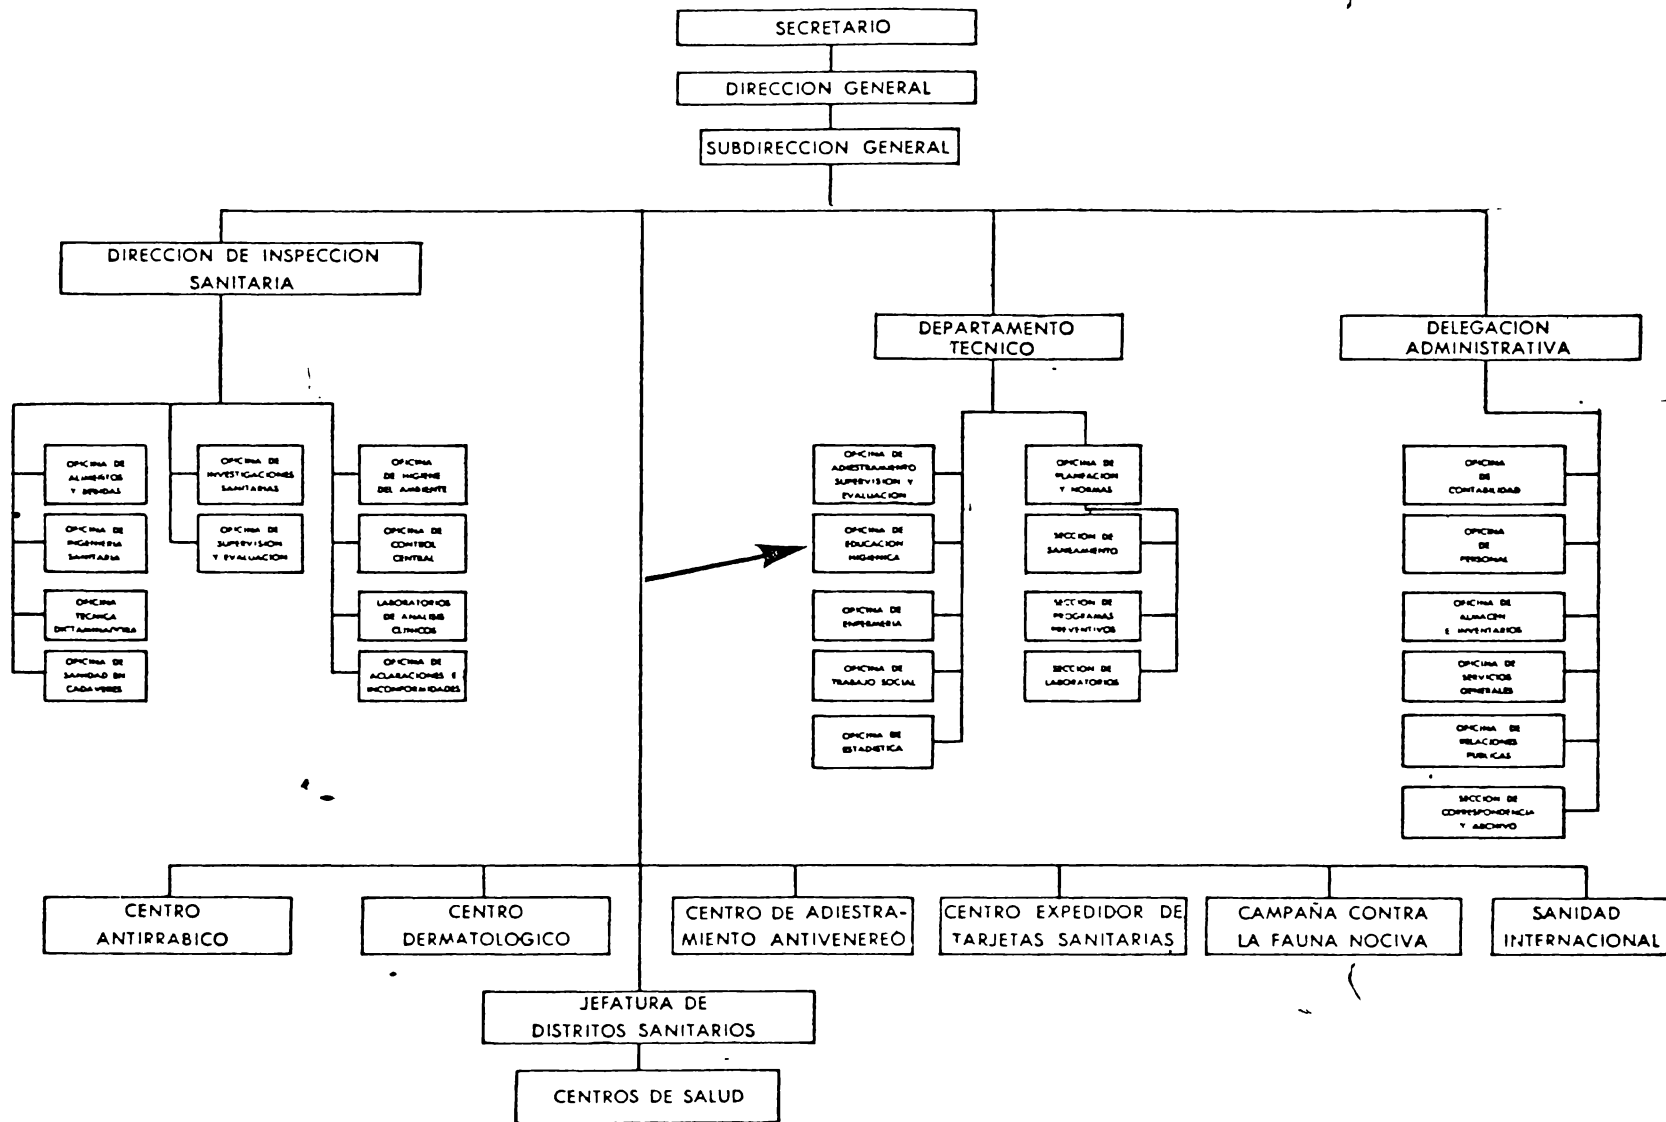 SECRETARIO
DIRECCION GENERAL
SUBDIRECCION GENERAL
DIRECCION DE INSPECCION
SANITARIA
DEPARTAMENTO
TECNICO
DELEGACION
ADMINISTRATIVA
OFICINA DE
ALIMENTOS
Y BEBIDAS
OFICINA DE
INGENIERIA
SANITARIA
OFICINA
TECNICA
DICTAMINADORA
OFICINA DE
SANIDAD EN
CADAVERES
OFICINA DE
INVESTIGACIONES
SANITARIAS
OFICINA DE
SUPERVISION
Y EVALUACION
OFICINA
DE HIGIENE
DEL AMBIENTE
OFICINA DE
CONTROL
CENTRAL
LABORATORIOS
DE ANALISIS
CLINICOS
OFICINA DE
ACLARACIONES E
INCONFORMIDADES
OFICINA DE
ADIESTRAMIENTO
SUPERVISION Y
EVALUACION
OFICINA DE
EDUCACION
HIGIENICA
OFICINA DE
ENFERMERIA
OFICINA DE
TRABAJO SOCIAL
OFICINA DE
ESTADISTICA
OFICINA DE
PLANEACION
Y NORMAS
SECCION DE
SANEAMIENTO
SECCION DE
PROGRAMAS
PREVENTIVOS
SECCION DE
LABORATORIOS
OFICINA
DE
CONTABILIDAD
OFICINA
DE
PERSONAL
OFICINA DE
ALMACEN
E INVENTARIOS
OFICINA DE
SERVICIOS
GENERALES
OFICINA DE
RELACIONES
PUBLICAS
SECCION DE
CORRESPONDENCIA
Y ARCHIVO
CENTRO
ANTIRRABICO
CENTRO
DERMATOLOGICO
CENTRO DE ADIESTRA-
MIENTO ANTIVENEREO
CENTRO EXPEDIDOR DE
TARJETAS SANITARIAS
CAMPAÑA CONTRA
LA FAUNA NOCIVA
SANIDAD
INTERNACIONAL
JEFATURA DE
DISTRITOS SANITARIOS
CENTROS DE SALUD